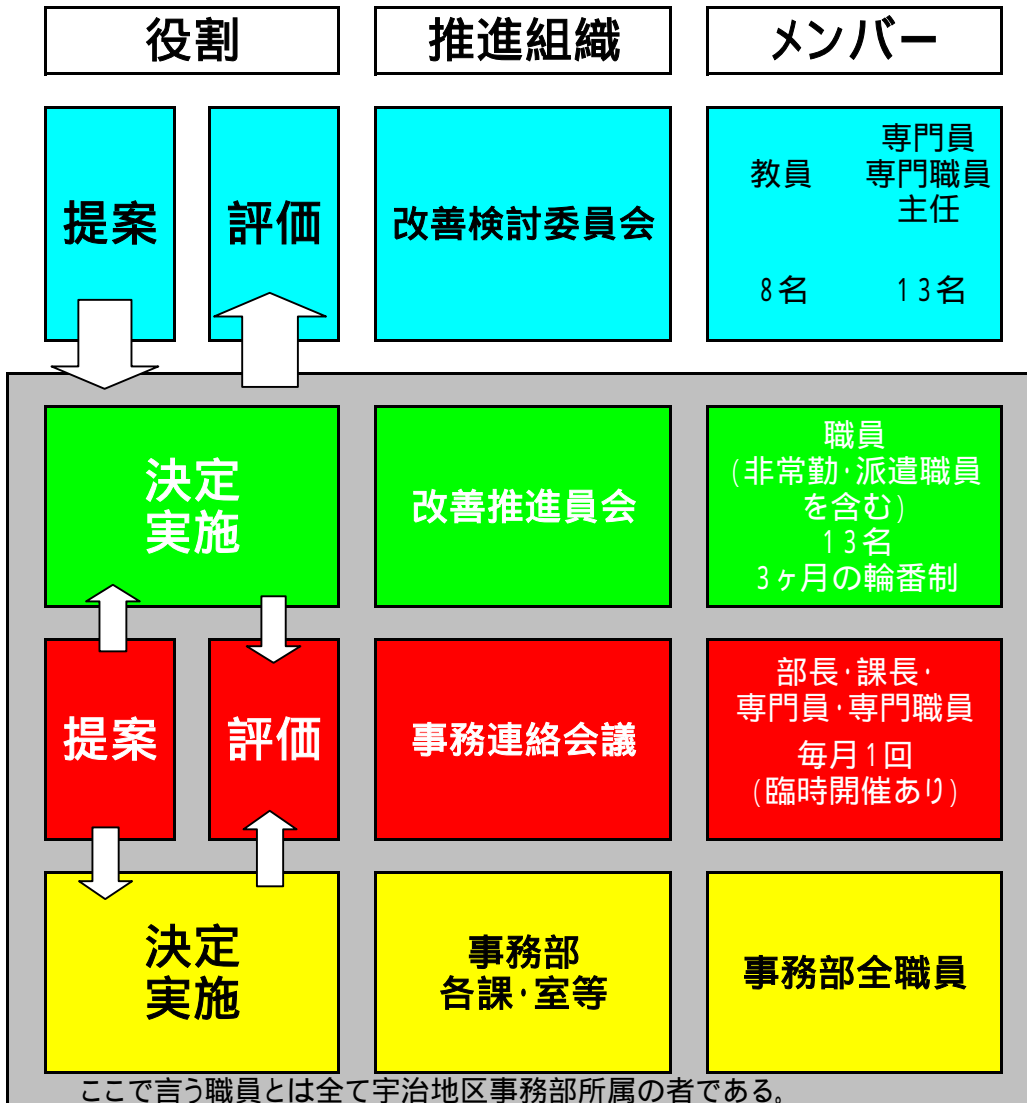 役割
推進組織
メンバー
提案
評価
改善検討委員会
教員
8名
専門員
専門職員
主任
13名
決定
実施
改善推進員会
職員
(非常勤・派遣職員
を含む)
13名
3ヶ月の輪番制
提案
評価
事務連絡会議
部長・課長・
専門員・専門職員
毎月1回
(臨時開催あり)
決定
実施
事務部
各課・室等
事務部全職員
ここで言う職員とは全て宇治地区事務部所属の者である。